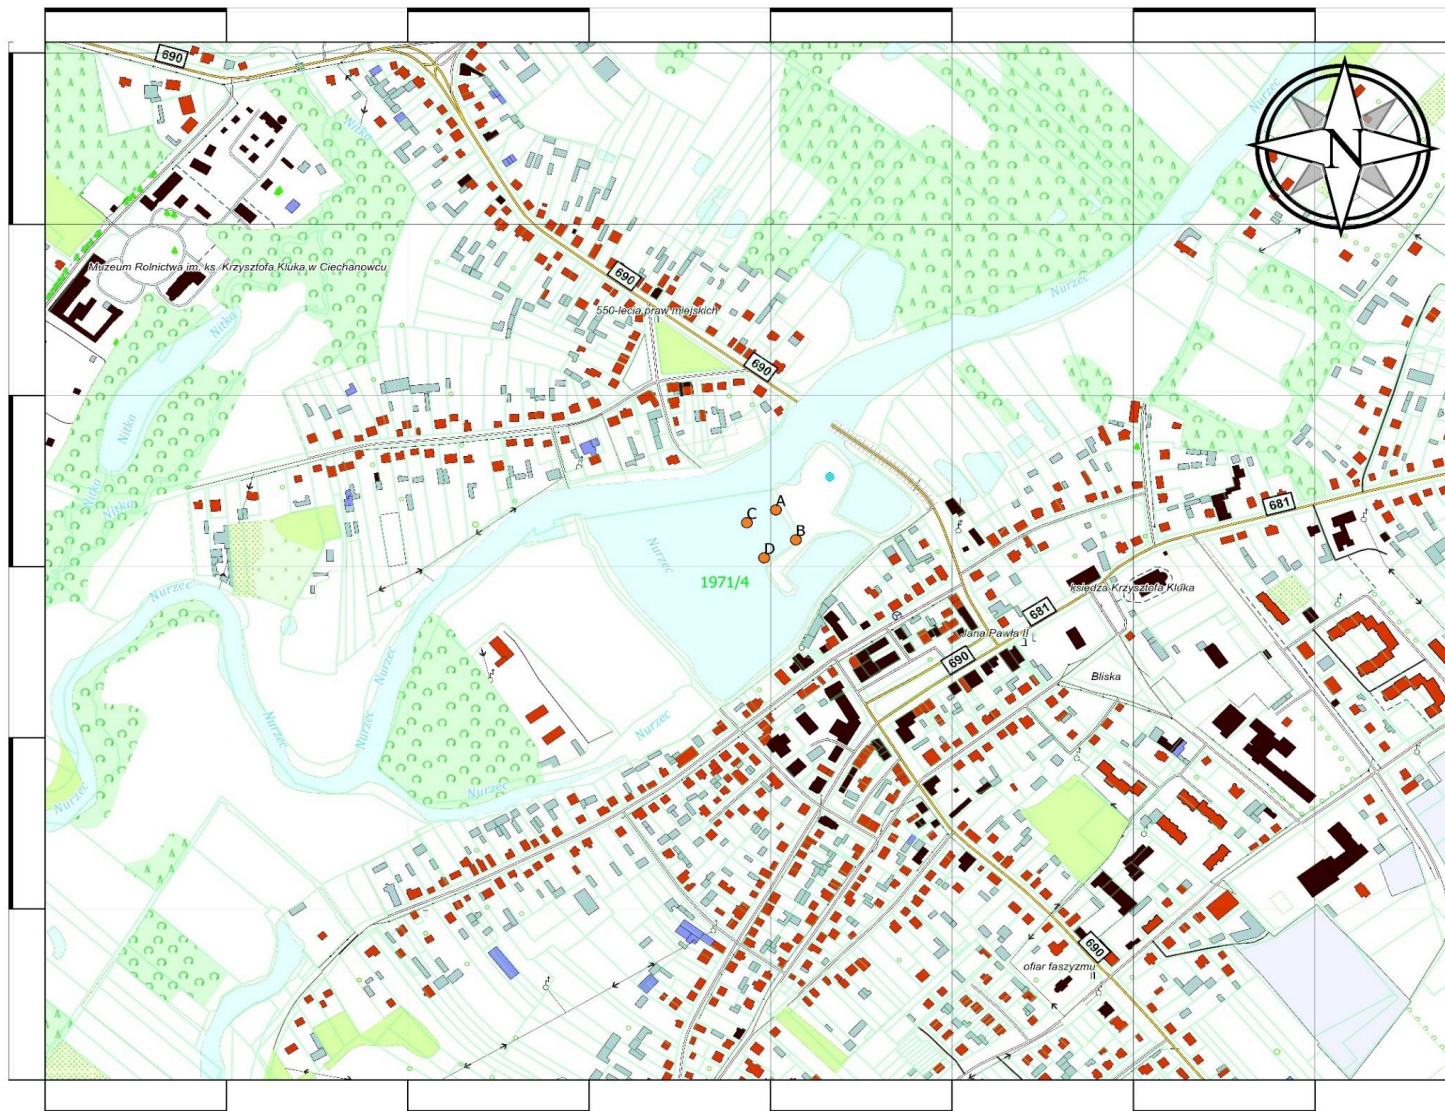 690
Nurzec
N
Nitka
Muzeum Rolnictwa im. ks. Krzysztofa Kluka w Ciechanowcu
690
Nurzec
550-lecia praw miejskich
Nitka
690
Nitka
Nitka
Nitka
681
A
C
B
D
Nurzec
1971/4
Nurzec
księdza Krzysztofa Kluka
681
Jana Pawła II
690
Nurzec
Bliska
Nurzec
Nurzec
Nurzec
Nurzec
Nurzec
690
ofiar faszyzmu